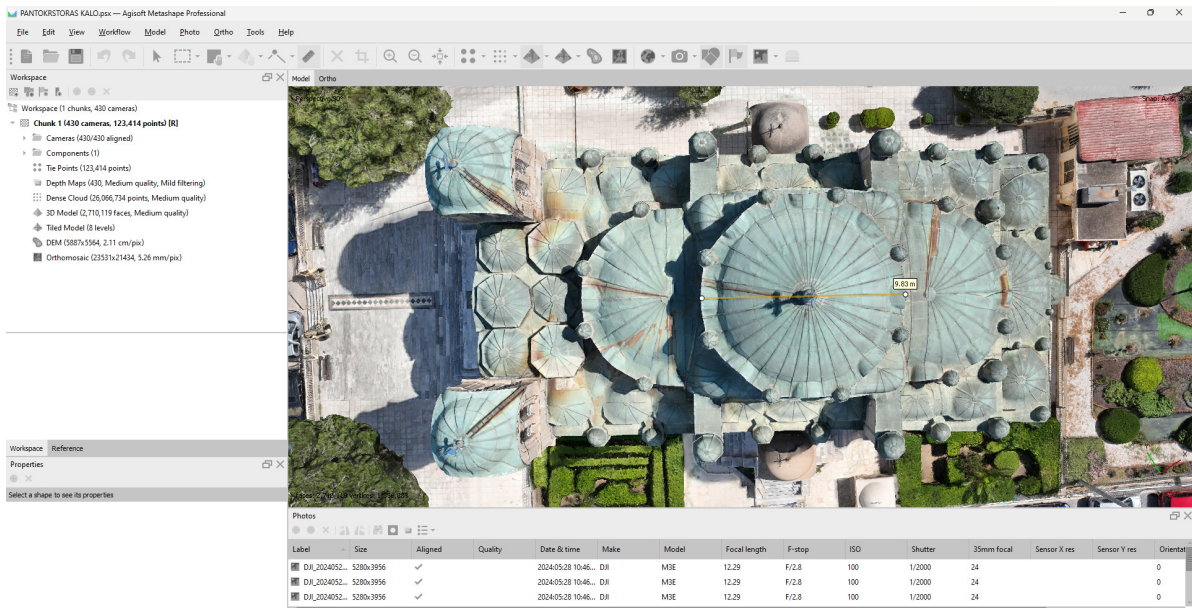 PANTOKRSTORAS KALO.psx — Agisoft Metashape Professional
File Edit View Workflow Model Photo Ortho Tools Help
Workspace
Model Ortho
Workspace (1 chunks, 430 cameras)
Chunk 1 (430 cameras, 123,414 points) [R]
Cameras (430/430 aligned)
Components (1)
Tie Points (123,414 points)
Depth Maps (430, Medium quality, Mild filtering)
Dense Cloud (26,066,734 points, Medium quality)
3D Model (2,710,119 faces, Medium quality)
Tiled Model (8 levels)
DEM (5887x5564, 2.11 cm/pix)
Orthomosaic (23531x21434, 5.26 mm/pix)
Perspective 30°
Snap: Axis, 3D
9.83 m
Workspace Reference
Properties
Select a shape to see its properties
Photos
Label Size Aligned Quality Date & time Make Model Focal length F-stop ISO Shutter 35mm focal Sensor X res Sensor Y res Orientat
DJI_2024052... 5280x3956 2024:05:28 10:46... DJI M3E 12.29 F/2.8 100 1/2000 24 0
DJI_2024052... 5280x3956 2024:05:28 10:46... DJI M3E 12.29 F/2.8 100 1/2000 24 0
DJI_2024052... 5280x3956 2024:05:28 10:46... DJI M3E 12.29 F/2.8 100 1/2000 24 0